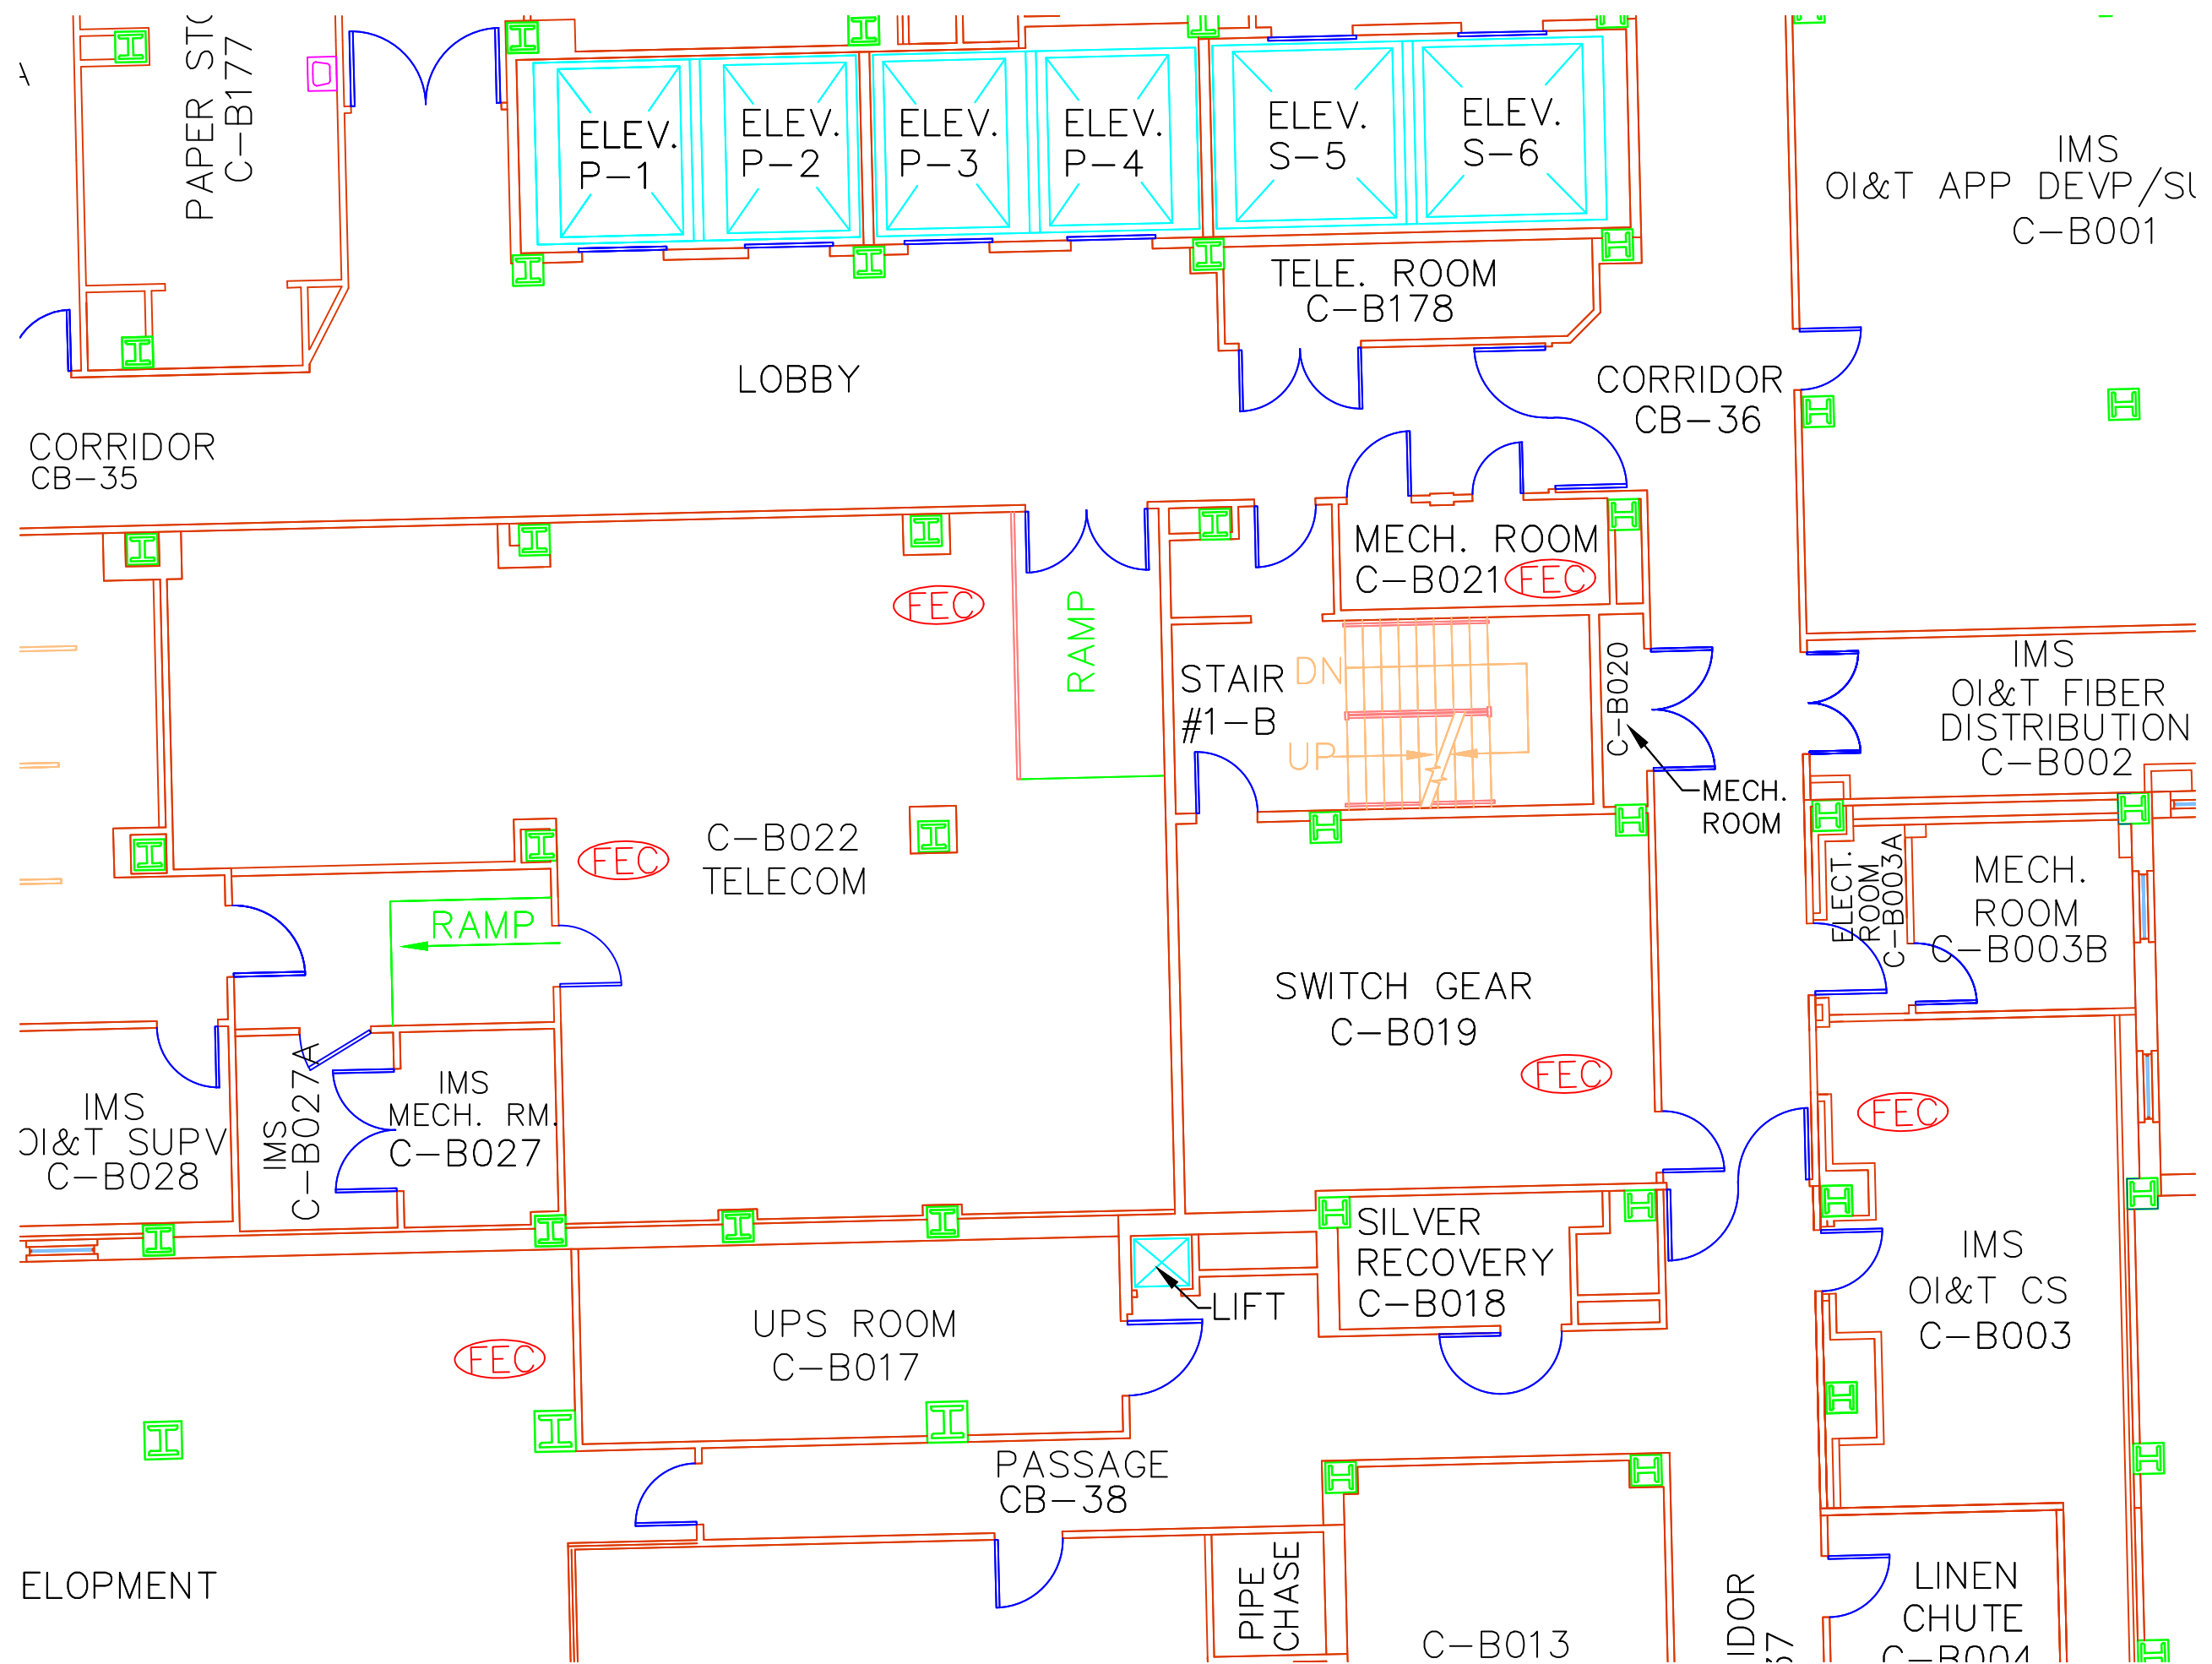 PAPER STO
C-B177
ELEV.
P-1
ELEV.
P-2
ELEV.
P-3
ELEV.
P-4
ELEV.
S-5
ELEV.
S-6
IMS
OI&T APP DEVP/SU
C-B001
TELE. ROOM
C-B178
LOBBY
CORRIDOR
CB-36
CORRIDOR
CB-35
MECH. ROOM
C-B021
FEC
FEC
RAMP
STAIR
#1-B
DN
UP
C-B020
MECH.
ROOM
IMS
OI&T FIBER
DISTRIBUTION
C-B002
C-B022
TELECOM
FEC
RAMP
ELECT.
ROOM
C-B003A
MECH.
ROOM
C-B003B
SWITCH GEAR
C-B019
FEC
FEC
IMS
OI&T SUPV
C-B028
IMS
C-B027A
IMS
MECH. RM.
C-B027
SILVER
RECOVERY
C-B018
LIFT
IMS
OI&T CS
C-B003
UPS ROOM
C-B017
FEC
PASSAGE
CB-38
ELOPMENT
PIPE
CHASE
C-B013
IDOR
37
LINEN
CHUTE
C-B004